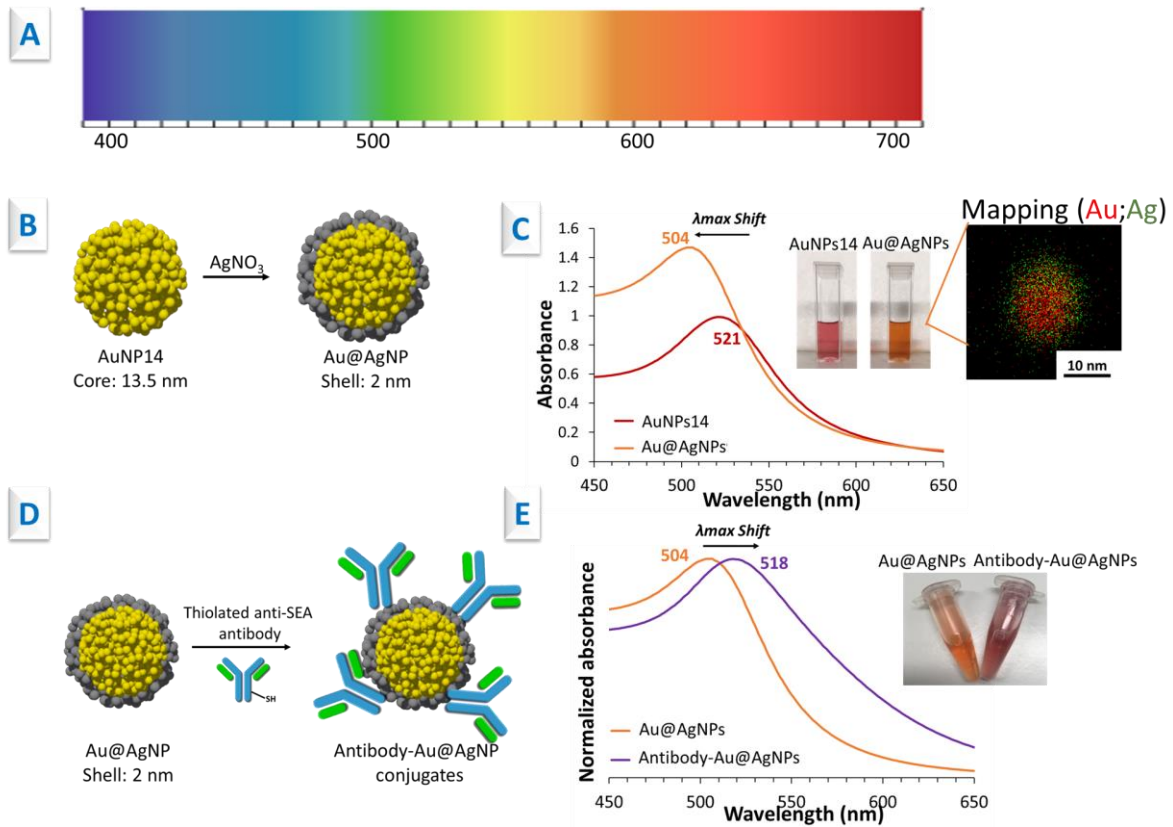 A
400 500 600 700
B
AgNO₃
AuNP14
Core: 13.5 nm
Au@AgNP
Shell: 2 nm
C
λmax Shift
504
521
Absorbance
1.6
1.4
1.2
1
0.8
0.6
0.4
0.2
0
450 500 550 600 650
Wavelength (nm)
AuNPs14
Au@AgNPs
AuNPs14 Au@AgNPs
Mapping (Au;Ag)
10 nm
D
Thiolated anti-SEA
antibody
SH
Au@AgNP
Shell: 2 nm
Antibody-Au@AgNP
conjugates
E
λmax Shift
504
518
Normalized absorbance
Au@AgNPs
Antibody-Au@AgNPs
450 500 550 600 650
Wavelength (nm)
Au@AgNPs Antibody-Au@AgNPs